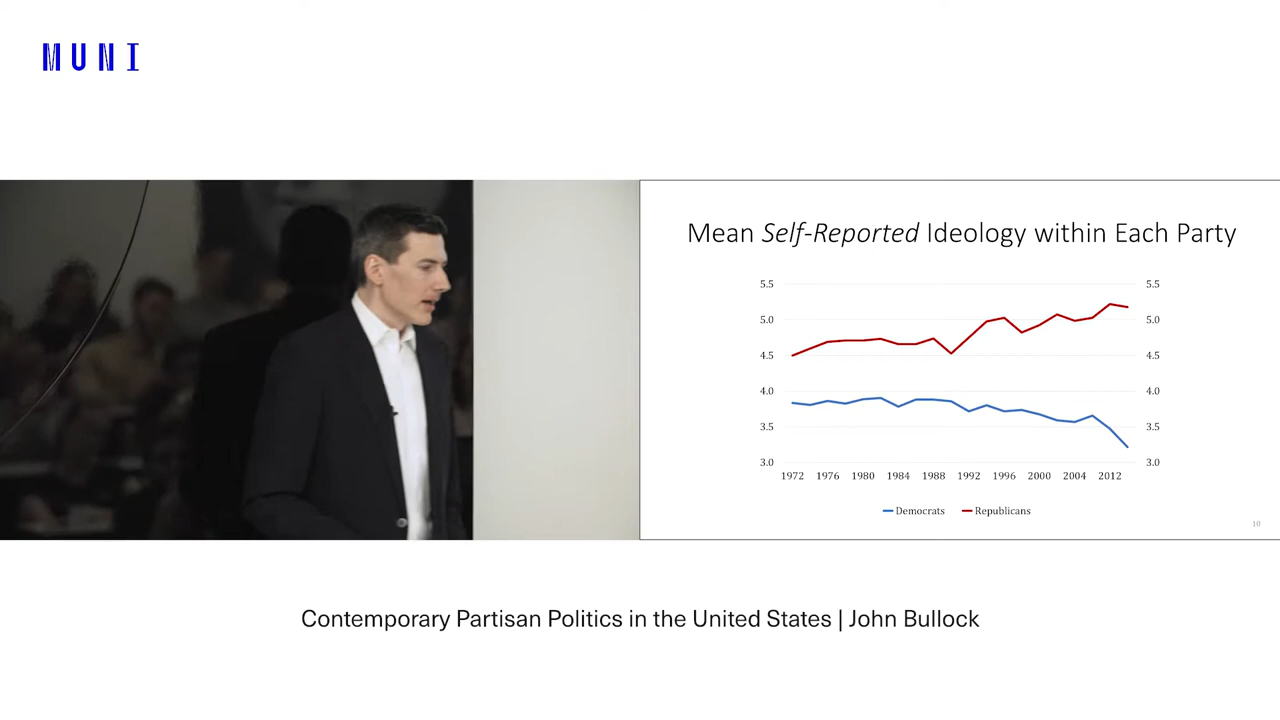 MUNI
Mean Self-Reported Ideology within Each Party
5.5 5.5
5.0 5.0
4.5 4.5
4.0 4.0
3.5 3.5
3.0 3.0
1972 1976 1980 1984 1988 1992 1996 2000 2004 2012
Democrats Republicans
10
Contemporary Partisan Politics in the United States | John Bullock